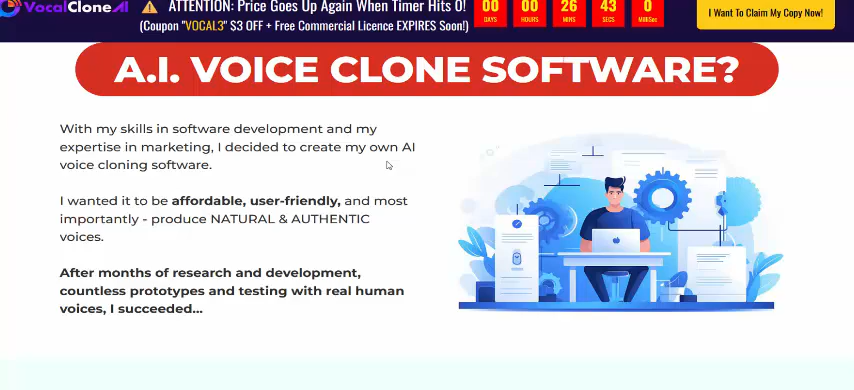 VocalCloneAI
ATTENTION: Price Goes Up Again When Timer Hits 0!
(Coupon "VOCAL3" $3 OFF + Free Commercial Licence EXPIRES Soon!)
00 00 26 43 0
DAYS HOURS MINS SECS MilliSec
I Want To Claim My Copy Now!
A.I. VOICE CLONE SOFTWARE?
With my skills in software development and my
expertise in marketing, I decided to create my own AI
voice cloning software.
I wanted it to be affordable, user-friendly, and most
importantly - produce NATURAL & AUTHENTIC
voices.
After months of research and development,
countless prototypes and testing with real human
voices, I succeeded...